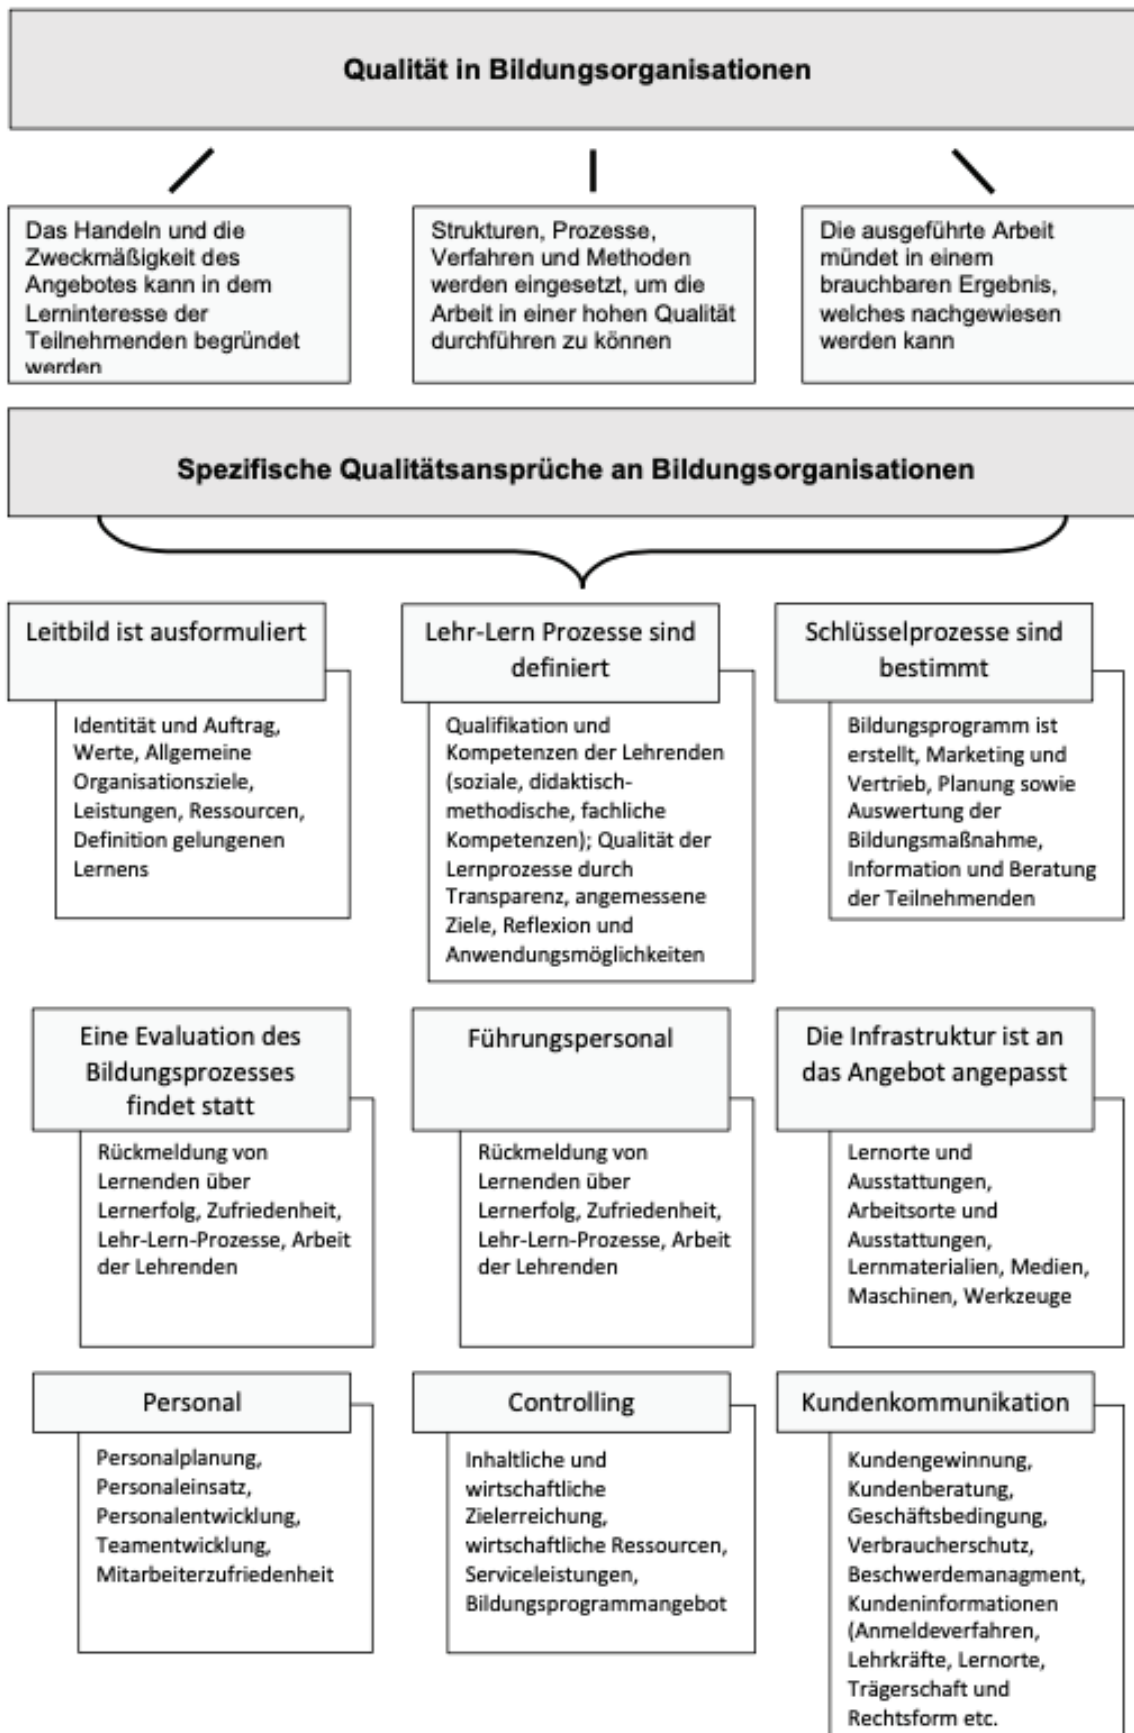 Qualität in Bildungsorganisationen
Das Handeln und die
Zweckmäßigkeit des
Angebotes kann in dem
Lerninteresse der
Teilnehmenden begründet
werden
Strukturen, Prozesse,
Verfahren und Methoden
werden eingesetzt, um die
Arbeit in einer hohen Qualität
durchführen zu können
Die ausgeführte Arbeit
mündet in einem
brauchbaren Ergebnis,
welches nachgewiesen
werden kann
Spezifische Qualitätsansprüche an Bildungsorganisationen
Leitbild ist ausformuliert
Identität und Auftrag,
Werte, Allgemeine
Organisationsziele,
Leistungen, Ressourcen,
Definition gelungenen
Lernens
Lehr-Lern Prozesse sind
definiert
Qualifikation und
Kompetenzen der Lehrenden
(soziale, didaktisch-
methodische, fachliche
Kompetenzen); Qualität der
Lernprozesse durch
Transparenz, angemessene
Ziele, Reflexion und
Anwendungsmöglichkeiten
Schlüsselprozesse sind
bestimmt
Bildungsprogramm ist
erstellt, Marketing und
Vertrieb, Planung sowie
Auswertung der
Bildungsmaßnahme,
Information und Beratung
der Teilnehmenden
Eine Evaluation des
Bildungsprozesses
findet statt
Rückmeldung von
Lernenden über
Lernerfolg, Zufriedenheit,
Lehr-Lern-Prozesse, Arbeit
der Lehrenden
Führungspersonal
Rückmeldung von
Lernenden über
Lernerfolg, Zufriedenheit,
Lehr-Lern-Prozesse, Arbeit
der Lehrenden
Die Infrastruktur ist an
das Angebot angepasst
Lernorte und
Ausstattungen,
Arbeitsorte und
Ausstattungen,
Lernmaterialien, Medien,
Maschinen, Werkzeuge
Personal
Personalplanung,
Personaleinsatz,
Personalentwicklung,
Teamentwicklung,
Mitarbeiterzufriedenheit
Controlling
Inhaltliche und
wirtschaftliche
Zielerreichung,
wirtschaftliche Ressourcen,
Serviceleistungen,
Bildungsprogrammangebot
Kundenkommunikation
Kundengewinnung,
Kundenberatung,
Geschäftsbedingung,
Verbraucherschutz,
Beschwerdemanagment,
Kundeninformationen
(Anmeldeverfahren,
Lehrkräfte, Lernorte,
Trägerschaft und
Rechtsform etc.